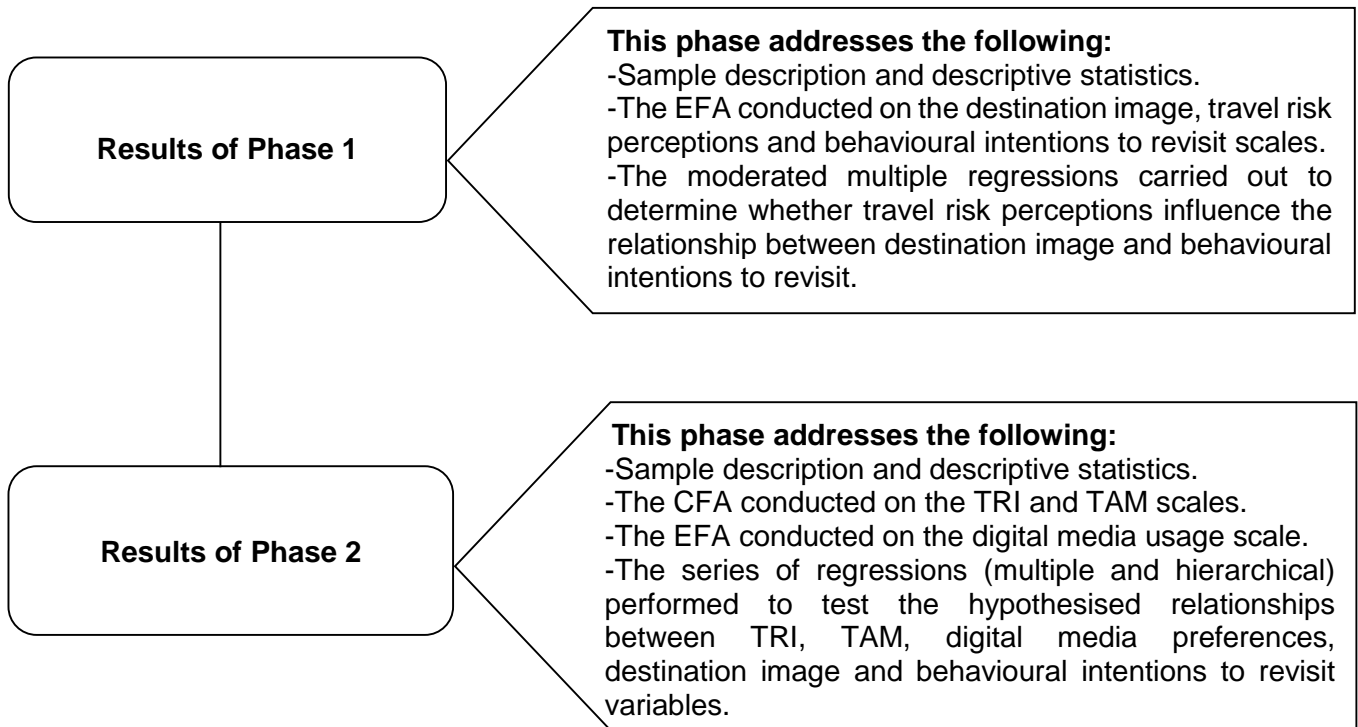 Results of Phase 1
This phase addresses the following:
-Sample description and descriptive statistics.
-The EFA conducted on the destination image, travel risk
perceptions and behavioural intentions to revisit scales.
-The moderated multiple regressions carried out to
determine whether travel risk perceptions influence the
relationship between destination image and behavioural
intentions to revisit.
Results of Phase 2
This phase addresses the following:
-Sample description and descriptive statistics.
-The CFA conducted on the TRI and TAM scales.
-The EFA conducted on the digital media usage scale.
-The series of regressions (multiple and hierarchical)
performed to test the hypothesised relationships
between TRI, TAM, digital media preferences,
destination image and behavioural intentions to revisit
variables.